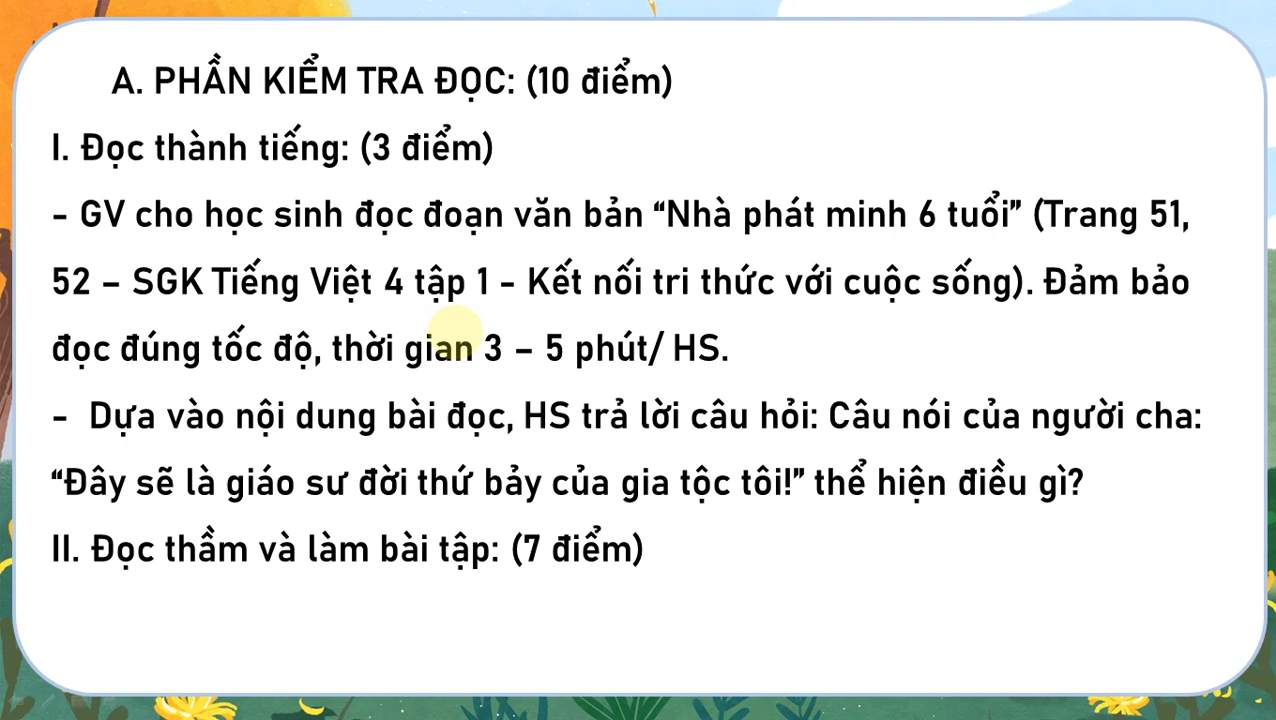 A. PHẦN KIỂM TRA ĐỌC: (10 điểm)
I. Đọc thành tiếng: (3 điểm)
- GV cho học sinh đọc đoạn văn bản “Nhà phát minh 6 tuổi” (Trang 51,
52 – SGK Tiếng Việt 4 tập 1 - Kết nối tri thức với cuộc sống). Đảm bảo
đọc đúng tốc độ, thời gian 3 – 5 phút/ HS.
- Dựa vào nội dung bài đọc, HS trả lời câu hỏi: Câu nói của người cha:
“Đây sẽ là giáo sư đời thứ bảy của gia tộc tôi!” thể hiện điều gì?
II. Đọc thầm và làm bài tập: (7 điểm)